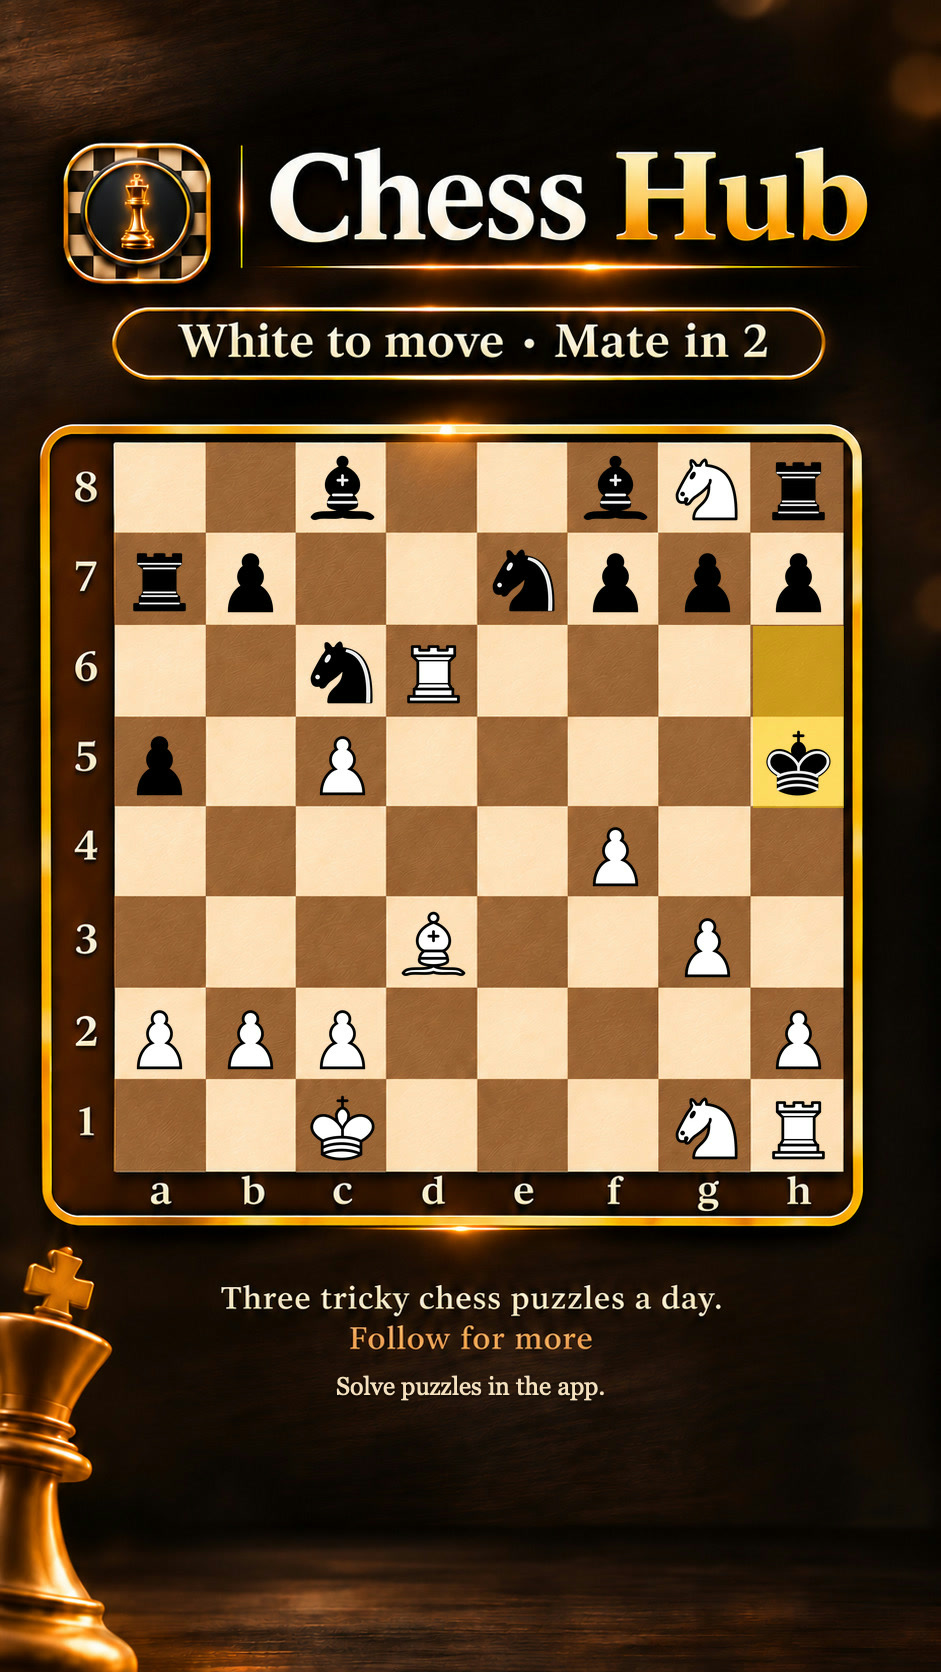 Chess Hub
White to move • Mate in 2
8
7
6
5
4
3
2
1
a b c d e f g h
Three tricky chess puzzles a day.
Follow for more
Solve puzzles in the app.